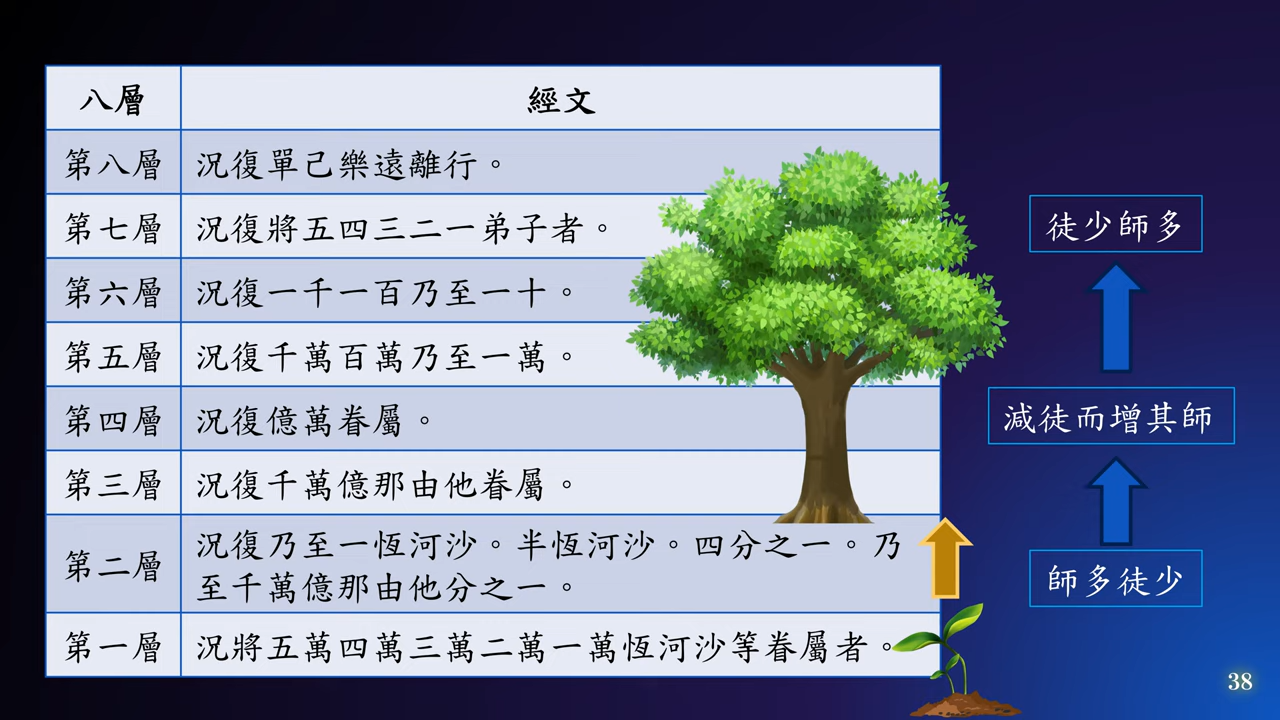 八層
經文
第八層
況復單己樂遠離行。
第七層
況復將五四三二一弟子者。
第六層
況復一千一百乃至一十。
第五層
況復千萬百萬乃至一萬。
第四層
況復億萬眷屬。
第三層
況復千萬億那由他眷屬。
第二層
況復乃至一恆河沙。半恆河沙。四分之一。乃
至千萬億那由他分之一。
第一層
況將五萬四萬三萬二萬一萬恆河沙等眷屬者。
徒少師多
減徒而增其師
師多徒少
38